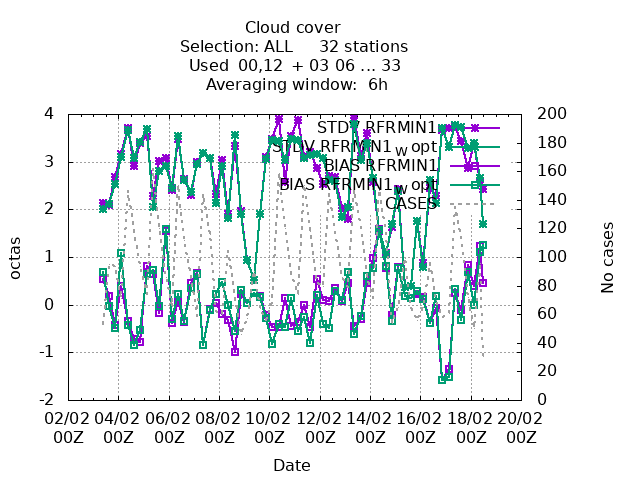 Cloud cover
Selection: ALL 32 stations
Used 00,12 + 03 06 ... 33
Averaging window: 6h
STDV RFRMIN1
STDV RFRMIN1_w opt
BIAS RFRMIN1
BIAS RFRMIN1_w opt
CASES
octas
4
3
2
1
0
-1
-2
No cases
200
180
160
140
120
100
80
60
40
20
0
02/02 04/02 06/02 08/02 10/02 12/02 14/02 16/02 18/02 20/02
00Z 00Z 00Z 00Z 00Z 00Z 00Z 00Z 00Z 00Z
Date